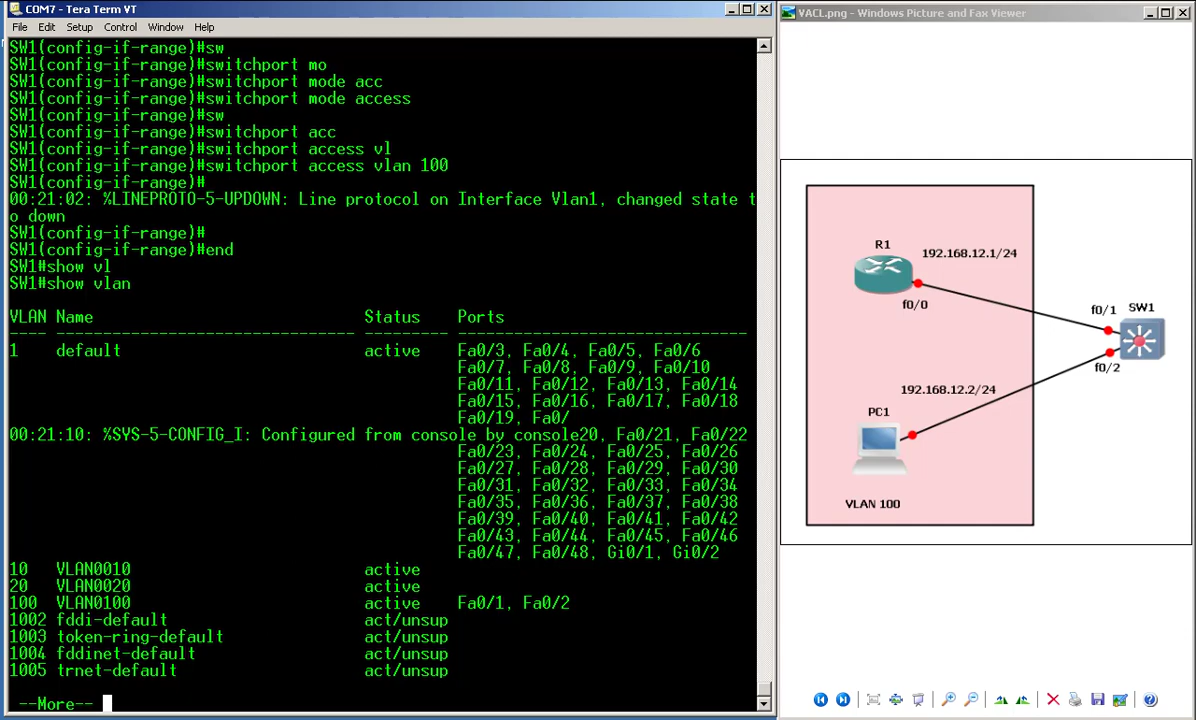 COM7 - Tera Term VT
File Edit Setup Control Window Help
SW1(config-if-range)#sw
SW1(config-if-range)#switchport mo
SW1(config-if-range)#switchport mode acc
SW1(config-if-range)#switchport mode access
SW1(config-if-range)#sw
SW1(config-if-range)#switchport acc
SW1(config-if-range)#switchport access vl
SW1(config-if-range)#switchport access vlan 100
SW1(config-if-range)#
00:21:02: %LINEPROTO-5-UPDOWN: Line protocol on Interface Vlan1, changed state t
o down
SW1(config-if-range)#
SW1(config-if-range)#end
SW1#show vl
SW1#show vlan
VLAN Name Status Ports
---- -------------------------------- --------- -------------------------------
1 default active Fa0/3, Fa0/4, Fa0/5, Fa0/6
Fa0/7, Fa0/8, Fa0/9, Fa0/10
Fa0/11, Fa0/12, Fa0/13, Fa0/14
Fa0/15, Fa0/16, Fa0/17, Fa0/18
Fa0/19, Fa0/
00:21:10: %SYS-5-CONFIG_I: Configured from console by console20, Fa0/21, Fa0/22
Fa0/23, Fa0/24, Fa0/25, Fa0/26
Fa0/27, Fa0/28, Fa0/29, Fa0/30
Fa0/31, Fa0/32, Fa0/33, Fa0/34
Fa0/35, Fa0/36, Fa0/37, Fa0/38
Fa0/39, Fa0/40, Fa0/41, Fa0/42
Fa0/43, Fa0/44, Fa0/45, Fa0/46
Fa0/47, Fa0/48, Gi0/1, Gi0/2
10 VLAN0010 active
20 VLAN0020 active
100 VLAN0100 active Fa0/1, Fa0/2
1002 fddi-default act/unsup
1003 token-ring-default act/unsup
1004 fddinet-default act/unsup
1005 trnet-default act/unsup
--More--
VACL.png - Windows Picture and Fax Viewer
R1
192.168.12.1/24
f0/0
f0/1
SW1
f0/2
192.168.12.2/24
PC1
VLAN 100